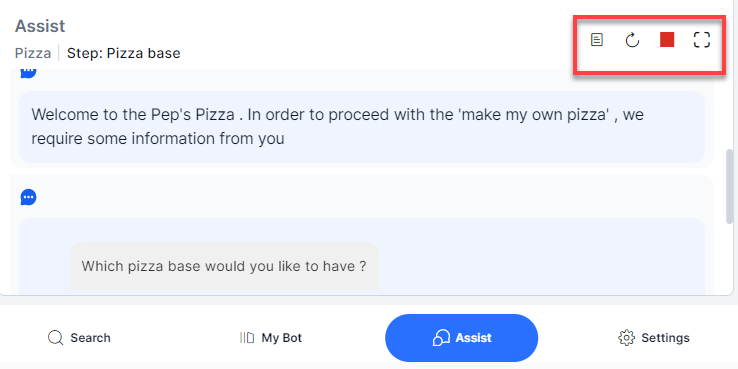 Assist
Pizza Step: Pizza base
Welcome to the Pep's Pizza . In order to proceed with the 'make my own pizza' , we
require some information from you
Which pizza base would you like to have ?
Search My Bot Assist Settings